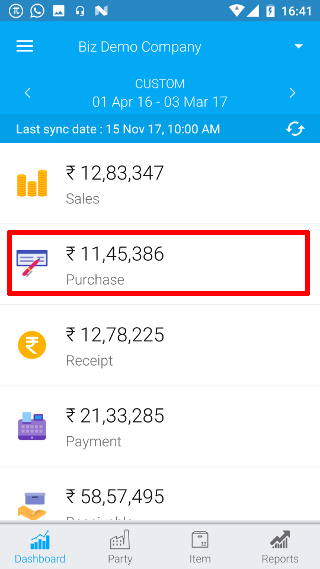 16:41
Biz Demo Company
CUSTOM
01 Apr 16 - 03 Mar 17
Last sync date : 15 Nov 17, 10:00 AM
₹ 12,83,347
Sales
₹ 11,45,386
Purchase
₹ 12,78,225
Receipt
₹ 21,33,285
Payment
₹ 58,57,495
Receivable
Dashboard Party Item Reports